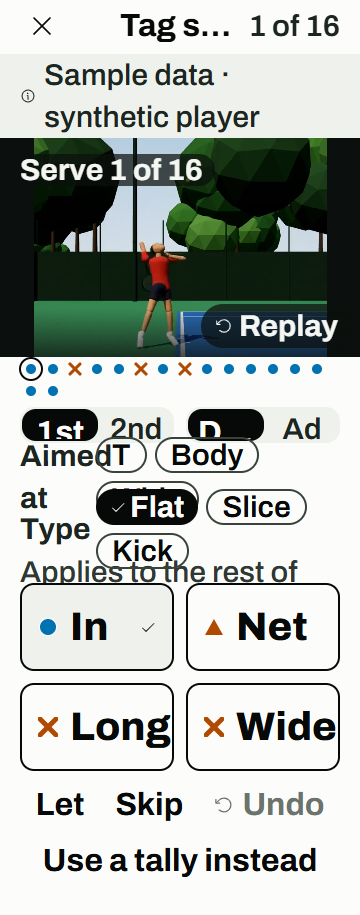 Tag s... 1 of 16
Sample data ·
synthetic player
Serve 1 of 16
Replay
1st 2nd Ad
Aimed T Body
at
Flat Slice
Type
Kick
Applies to the rest of
In Net
Long Wide
Let Skip Undo
Use a tally instead